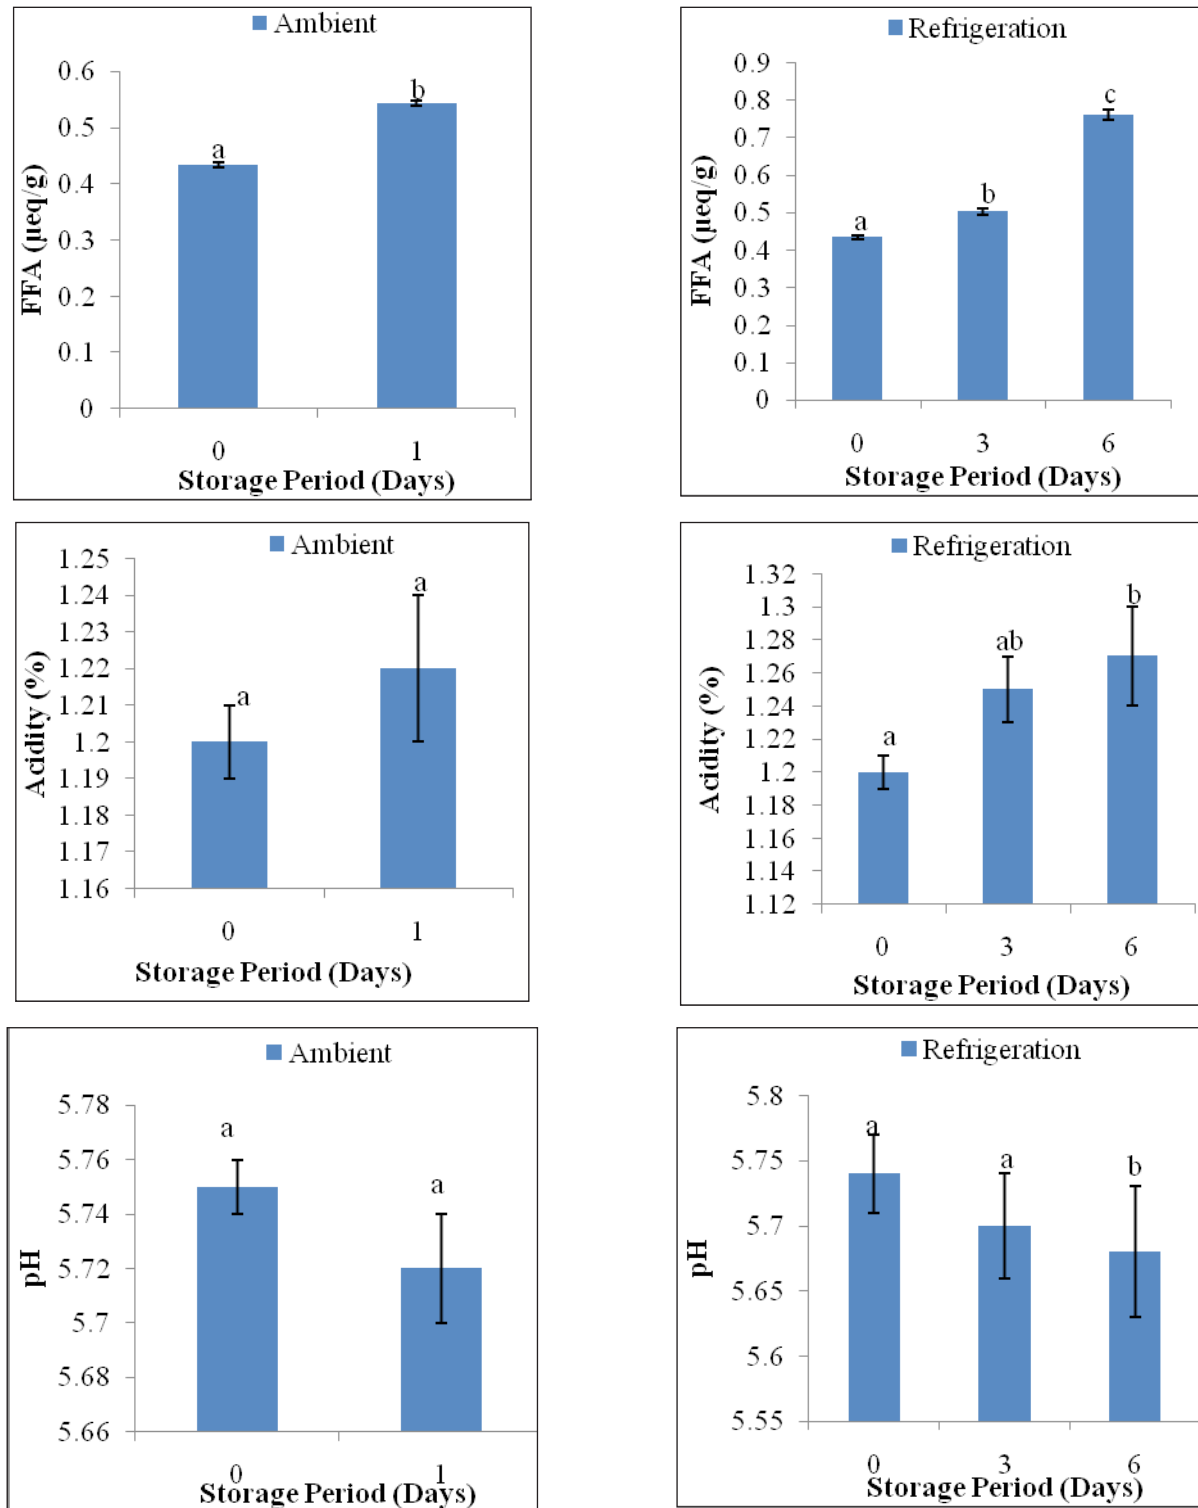 Ambient
0.6
0.5
0.4
0.3
0.2
0.1
0
FFA (µeq/g)
a
b
0 1
Storage Period (Days)
Refrigeration
0.9
0.8
0.7
0.6
0.5
0.4
0.3
0.2
0.1
0
FFA (µeq/g)
a
b
c
0 3 6
Storage Period (Days)
Ambient
1.25
1.24
1.23
1.22
1.21
1.2
1.19
1.18
1.17
1.16
Acidity (%)
a
a
0 1
Storage Period (Days)
Refrigeration
1.32
1.3
1.28
1.26
1.24
1.22
1.2
1.18
1.16
1.14
1.12
Acidity (%)
a
ab
b
0 3 6
Storage Period (Days)
Ambient
5.78
5.76
5.74
5.72
5.7
5.68
5.66
pH
a
a
0 1
Storage Period (Days)
Refrigeration
5.8
5.75
5.7
5.65
5.6
5.55
pH
a
a
b
0 3 6
Storage Period (Days)